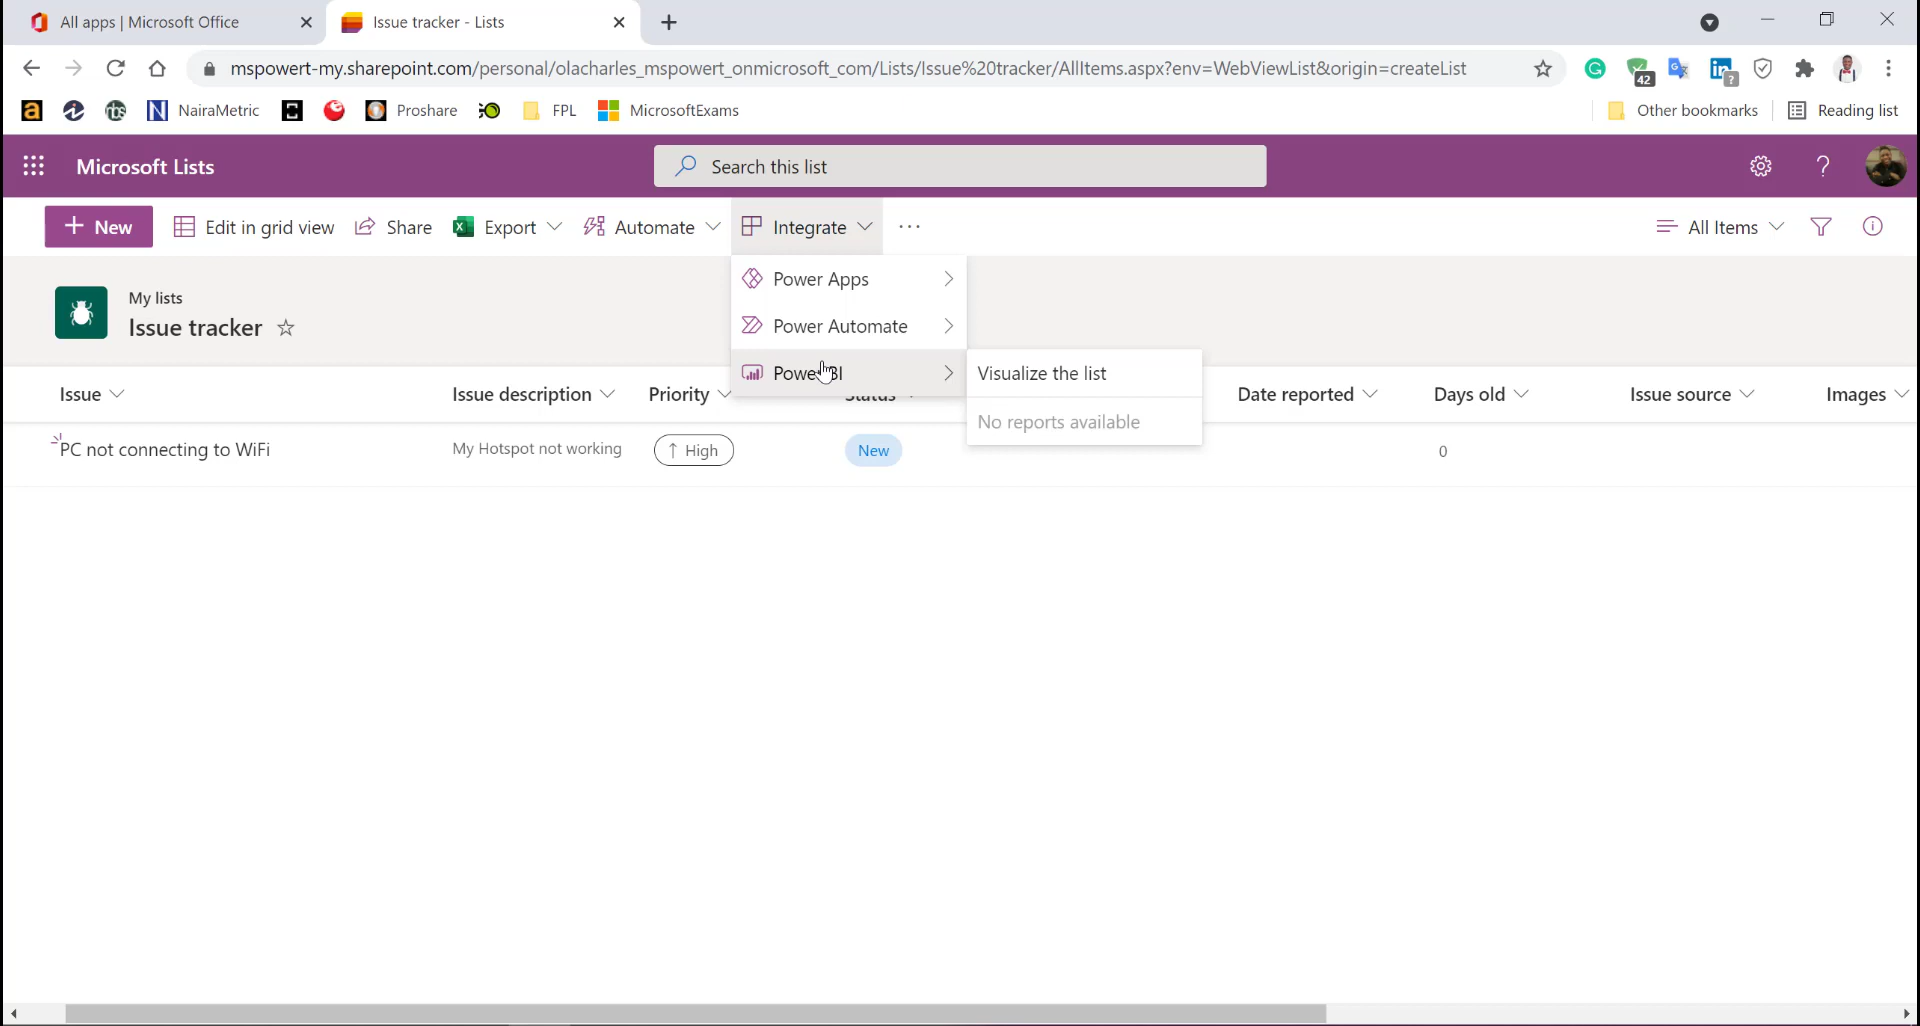 All apps | Microsoft Office
Issue tracker - Lists
mspowert-my.sharepoint.com/personal/olacharles_mspowert_onmicrosoft_com/Lists/Issue%20tracker/AllItems.aspx?env=WebViewList&origin=createList
42
in
?
a
nbs
N NairaMetric
Proshare
FPL
MicrosoftExams
Other bookmarks
Reading list
Microsoft Lists
Search this list
?
+ New
Edit in grid view
Share
Export
Automate
Integrate
...
All Items
Power Apps
Power Automate
Power BI
Visualize the list
No reports available
My lists
Issue tracker
Issue
Issue description
Priority
Status
Date reported
Days old
Issue source
Images
PC not connecting to WiFi
My Hotspot not working
↑ High
New
0